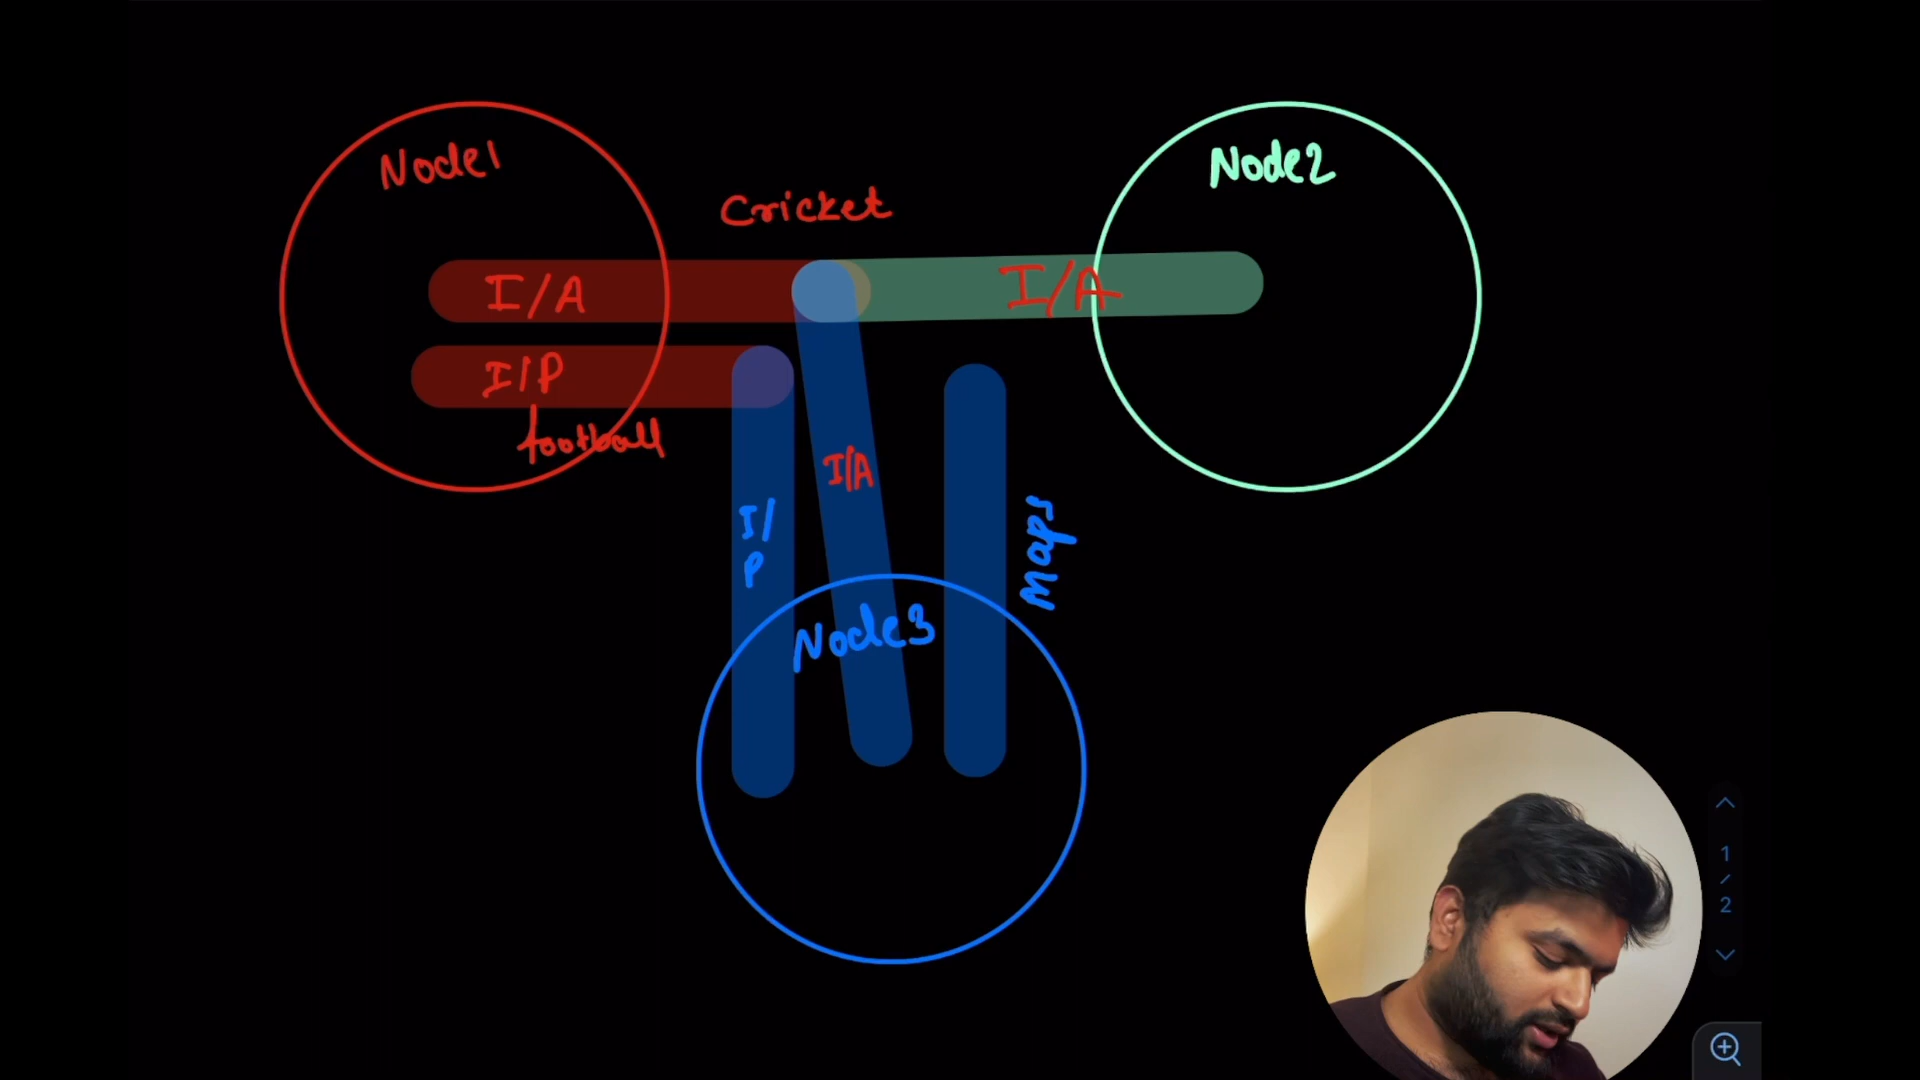 Node1
Node2
Cricket
I/A
I/A
I/P
football
I/A
I/
P
Maps
Node3
1
/
2